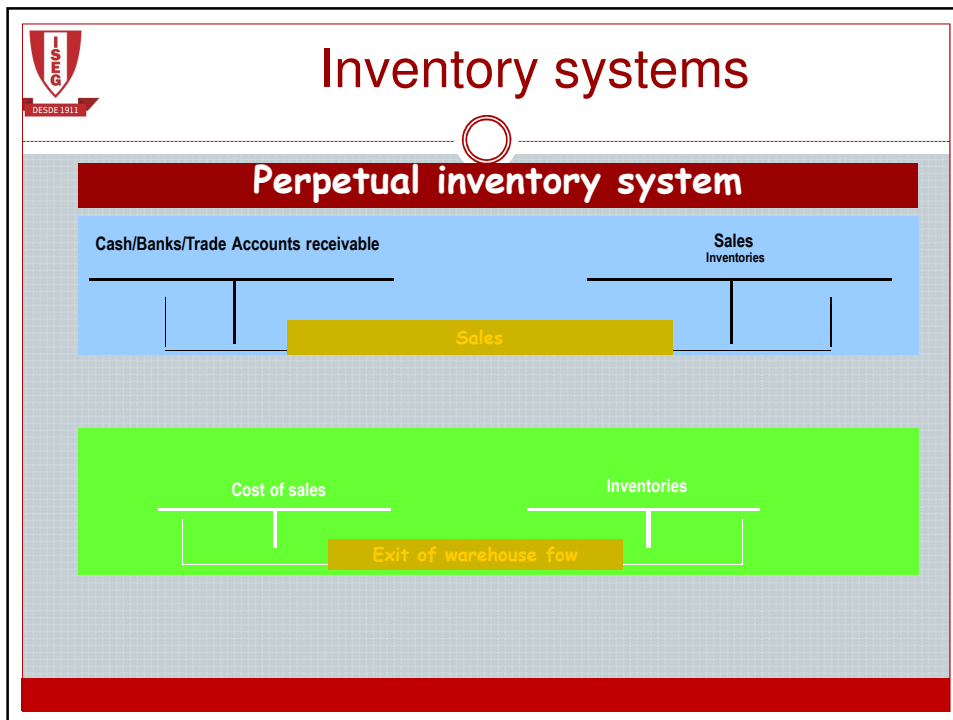 ISEG
DESDE 1911
Inventory systems
Perpetual inventory system
Cash/Banks/Trade Accounts receivable
Sales
Inventories
Sales
Cost of sales
Inventories
Exit of warehouse fow